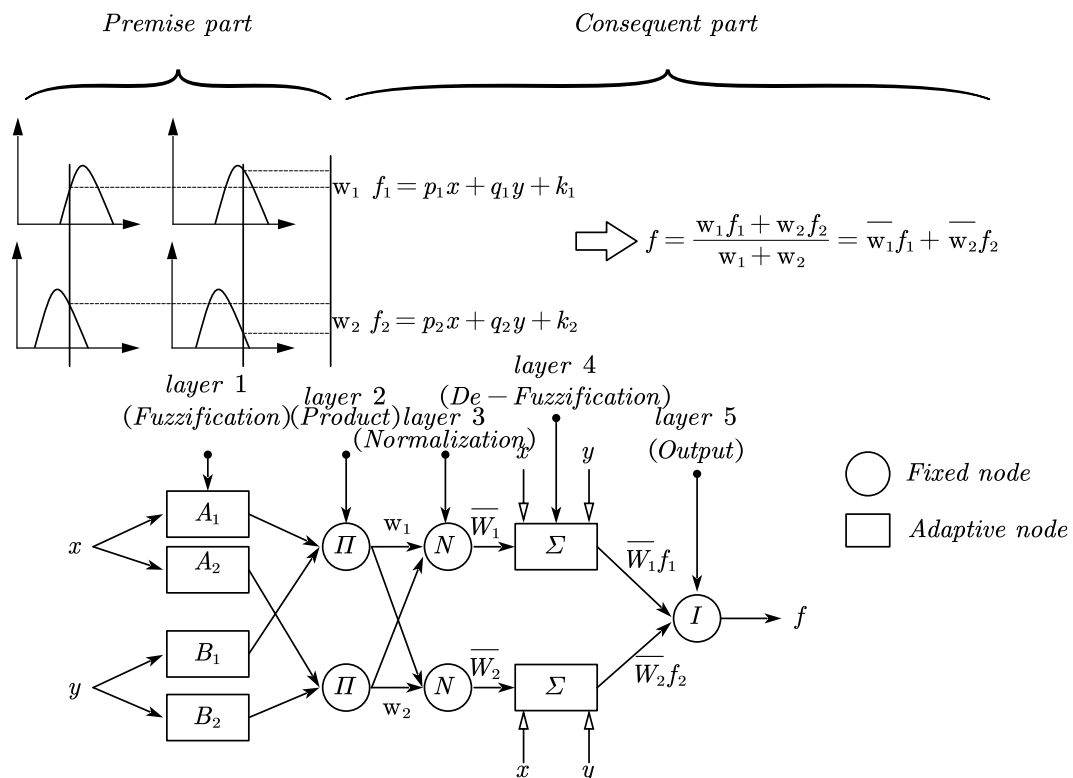 Premise part
Consequent part
w₁ f₁ = p₁x + q₁y + k₁
f = (w₁f₁ + w₂f₂) / (w₁ + w₂) = w̅₁f₁ + w̅₂f₂
w₂ f₂ = p₂x + q₂y + k₂
layer 1
(Fuzzification)
layer 2
(Product)
layer 3
(Normalization)
layer 4
(De − Fuzzification)
layer 5
(Output)
x y
A₁
A₂
B₁
B₂
x
y
Π
Π
w₁
w₂
N
N
W̅₁
W̅₂
Σ
Σ
W̅₁f₁
W̅₂f₂
I
f
x y
Fixed node
Adaptive node